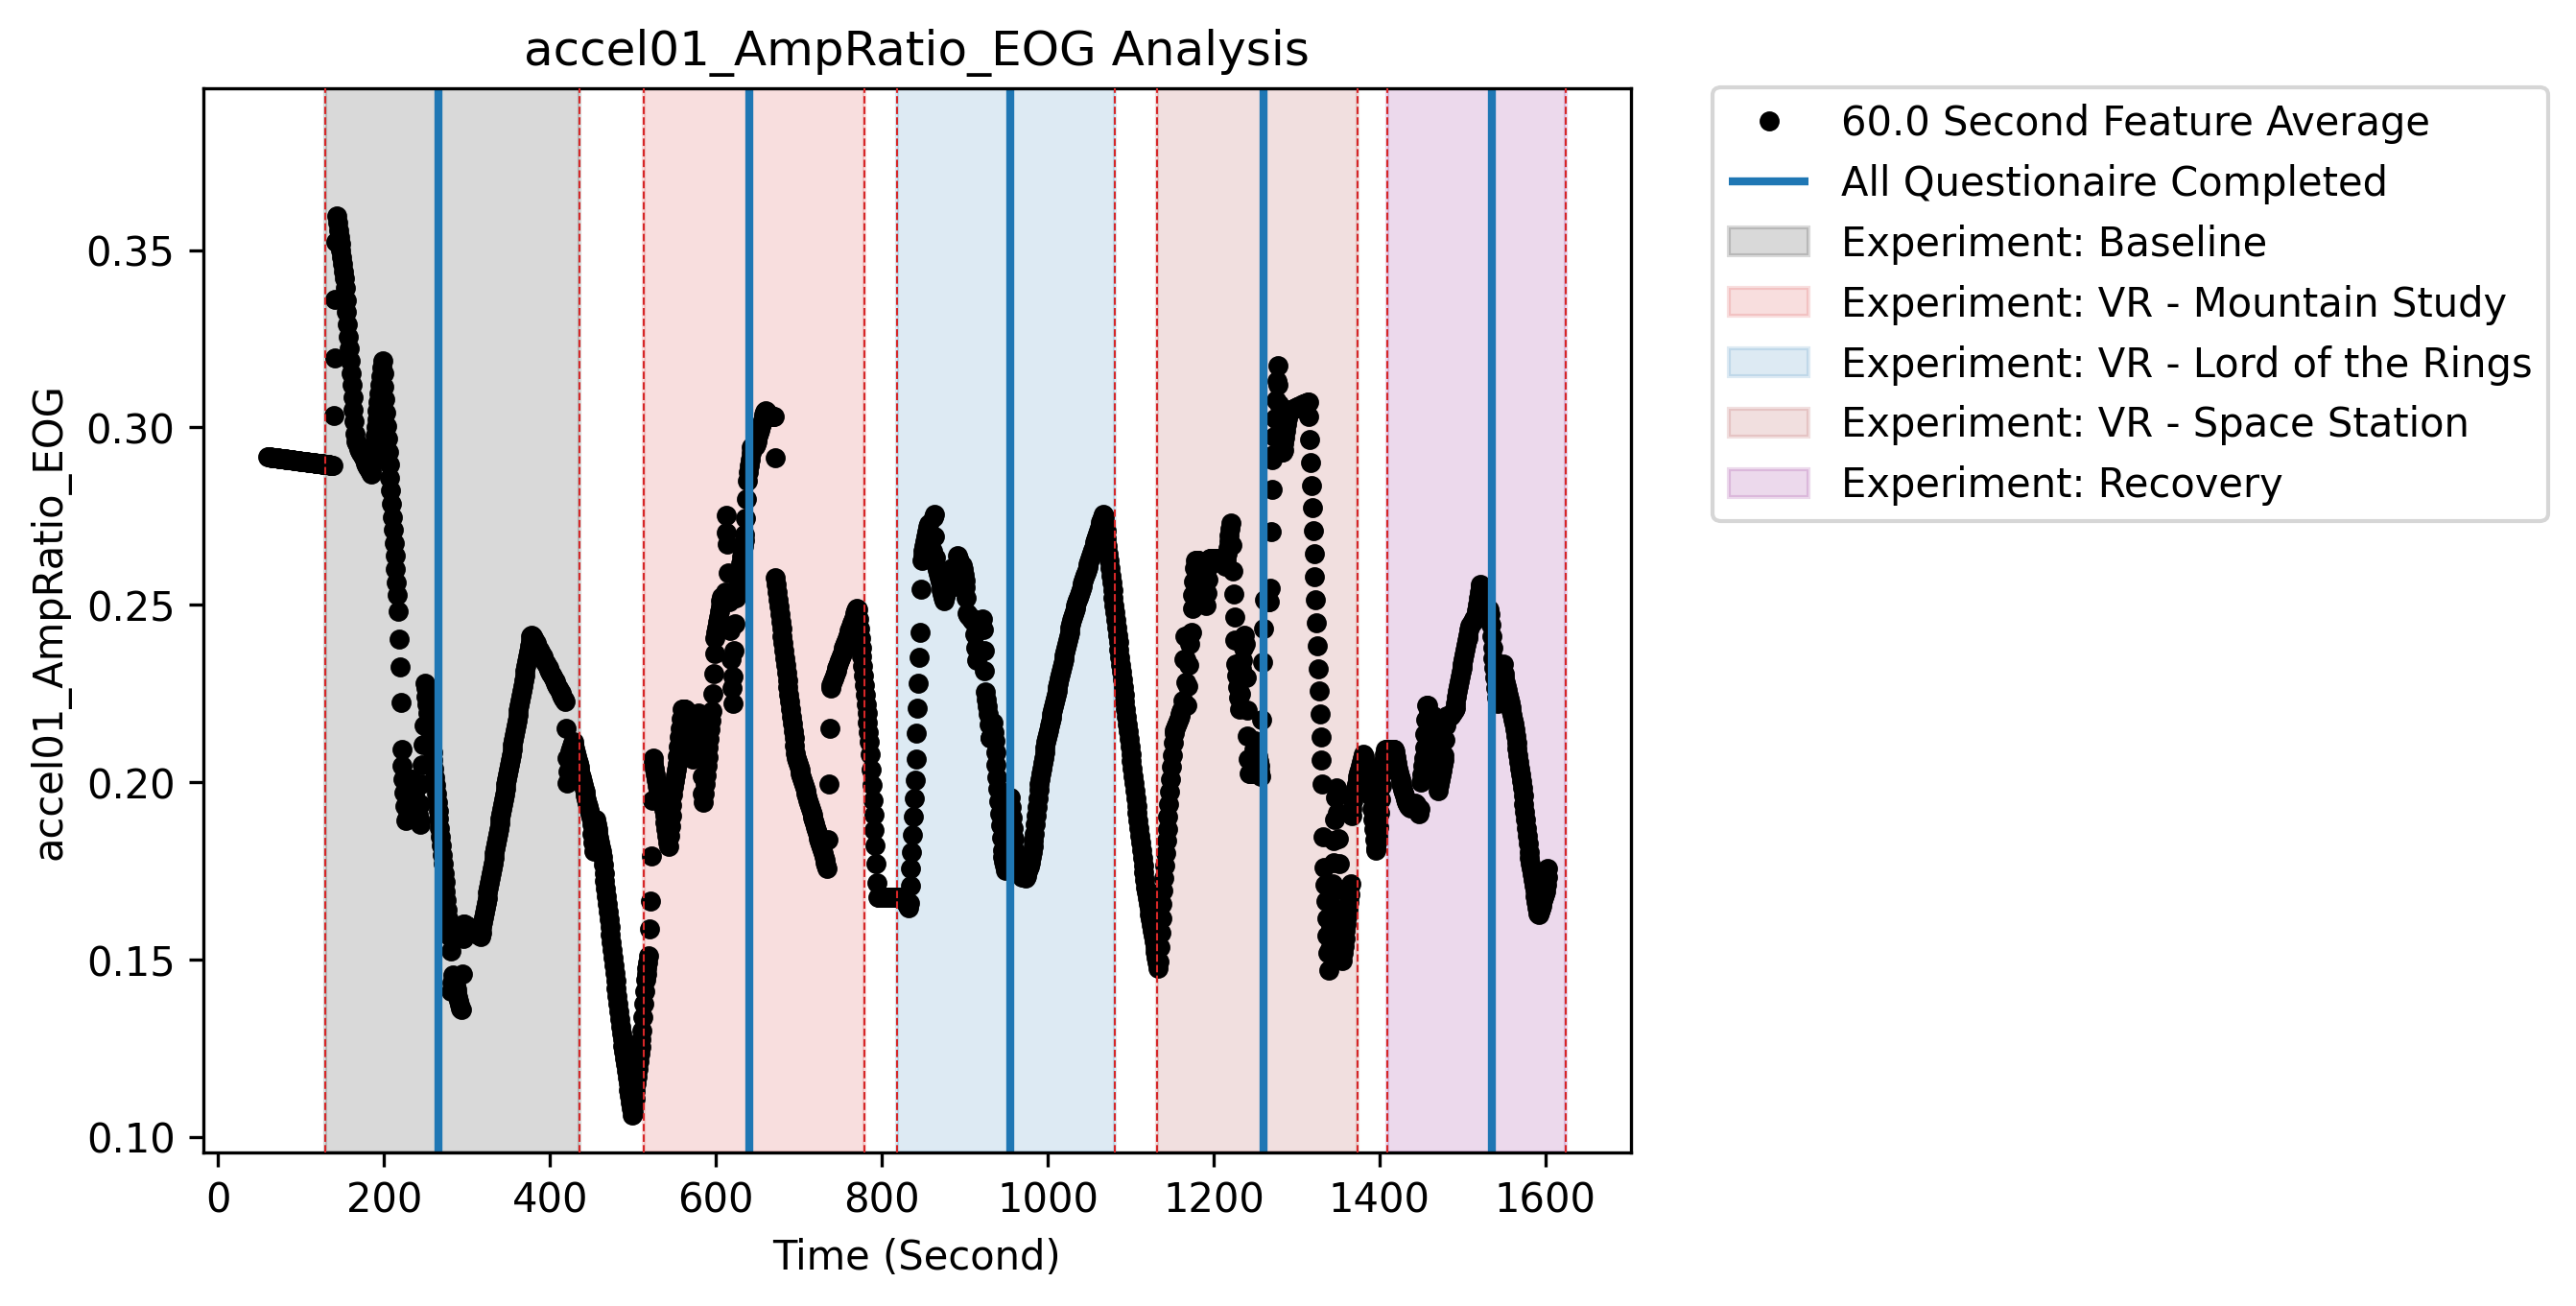 accel01_AmpRatio_EOG Analysis
accel01_AmpRatio_EOG
0.35
0.30
0.25
0.20
0.15
0.10
0 200 400 600 800 1000 1200 1400 1600
Time (Second)
60.0 Second Feature Average
All Questionaire Completed
Experiment: Baseline
Experiment: VR - Mountain Study
Experiment: VR - Lord of the Rings
Experiment: VR - Space Station
Experiment: Recovery